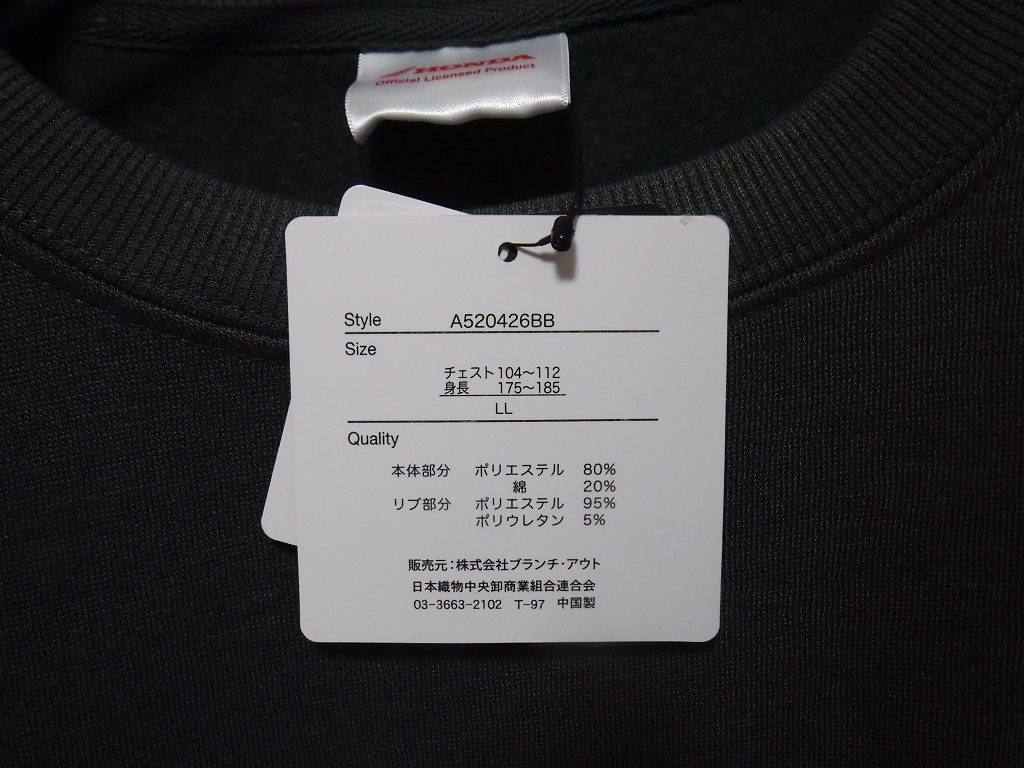 HONDA
Official Licensed Product
Style A520426BB
Size
チェスト 104～112
身長 175～185
LL
Quality
本体部分 ポリエステル 80%
綿 20%
リブ部分 ポリエステル 95%
ポリウレタン 5%
販売元：株式会社ブランチ・アウト
日本織物中央卸商業組合連合会
03-3663-2102 T-97 中国製